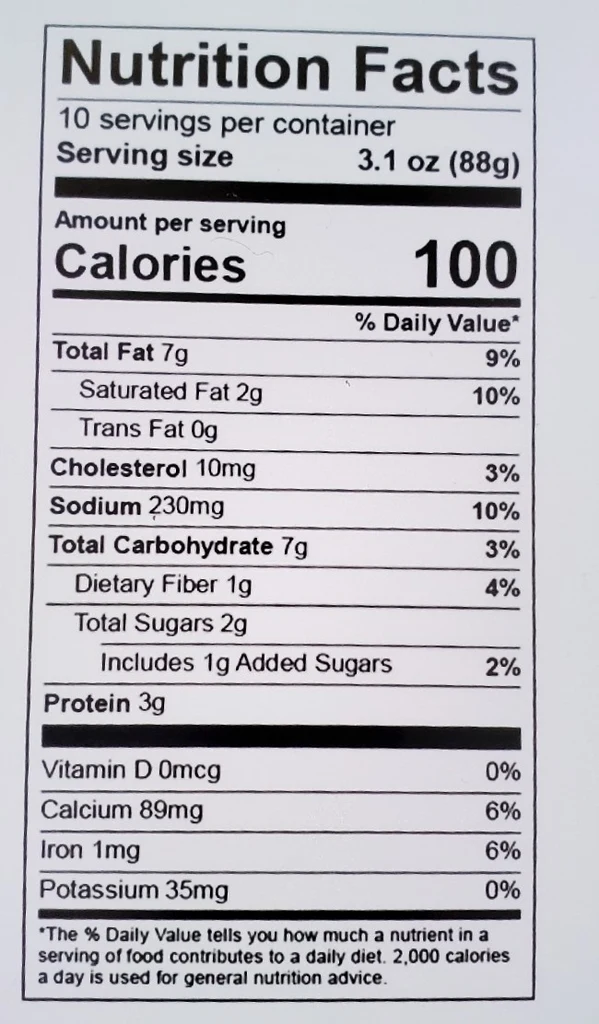 Nutrition Facts
10 servings per container
Serving size 3.1 oz (88g)
Amount per serving
Calories 100
% Daily Value*
Total Fat 7g 9%
Saturated Fat 2g 10%
Trans Fat 0g
Cholesterol 10mg 3%
Sodium 230mg 10%
Total Carbohydrate 7g 3%
Dietary Fiber 1g 4%
Total Sugars 2g
Includes 1g Added Sugars 2%
Protein 3g
Vitamin D 0mcg 0%
Calcium 89mg 6%
Iron 1mg 6%
Potassium 35mg 0%
*The % Daily Value tells you how much a nutrient in a
serving of food contributes to a daily diet. 2,000 calories
a day is used for general nutrition advice.